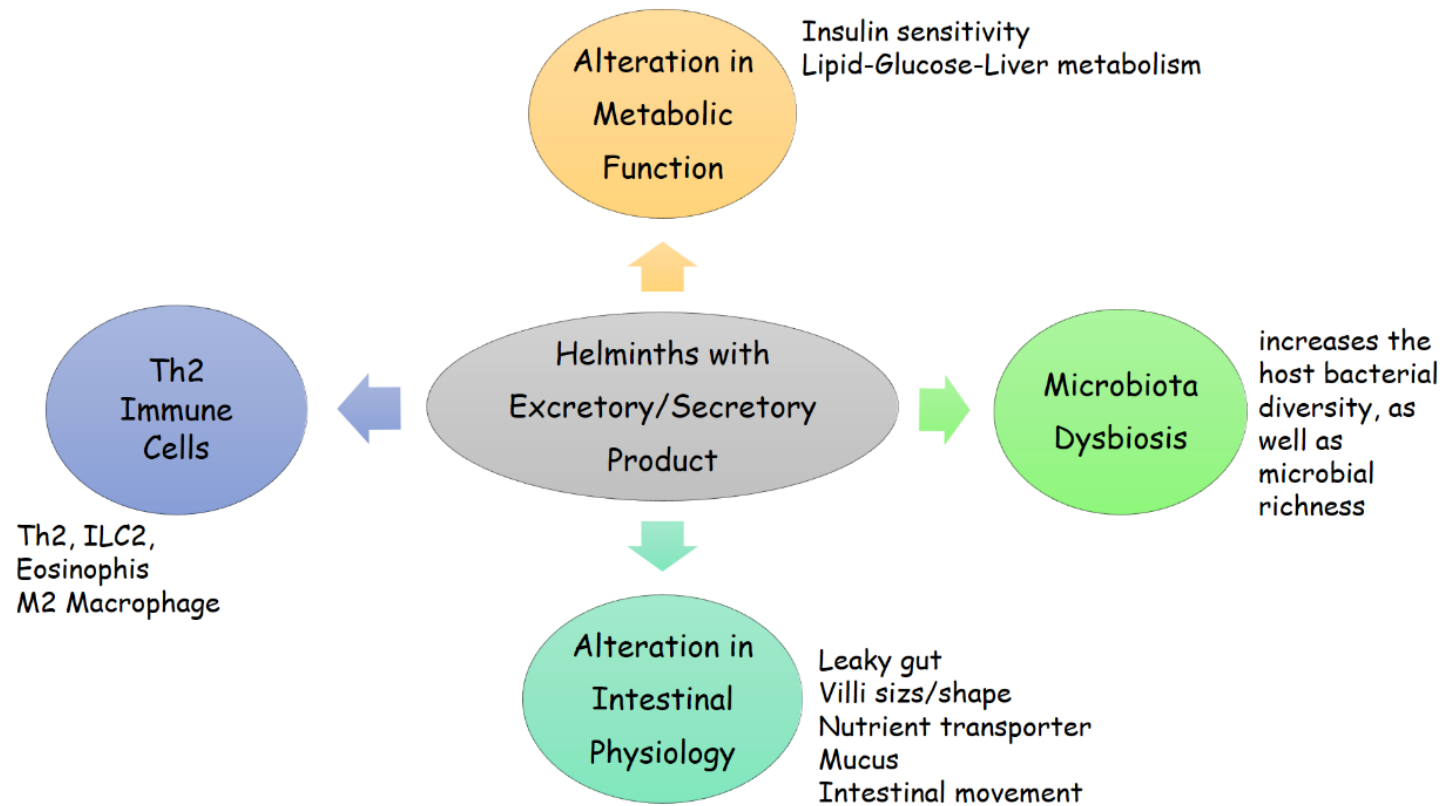 Alteration in
Metabolic
Function
Insulin sensitivity
Lipid-Glucose-Liver metabolism
Th2
Immune
Cells
Th2, ILC2,
Eosinophis
M2 Macrophage
Helminths with
Excretory/Secretory
Product
Microbiota
Dysbiosis
increases the
host bacterial
diversity, as
well as
microbial
richness
Alteration in
Intestinal
Physiology
Leaky gut
Villi sizs/shape
Nutrient transporter
Mucus
Intestinal movement